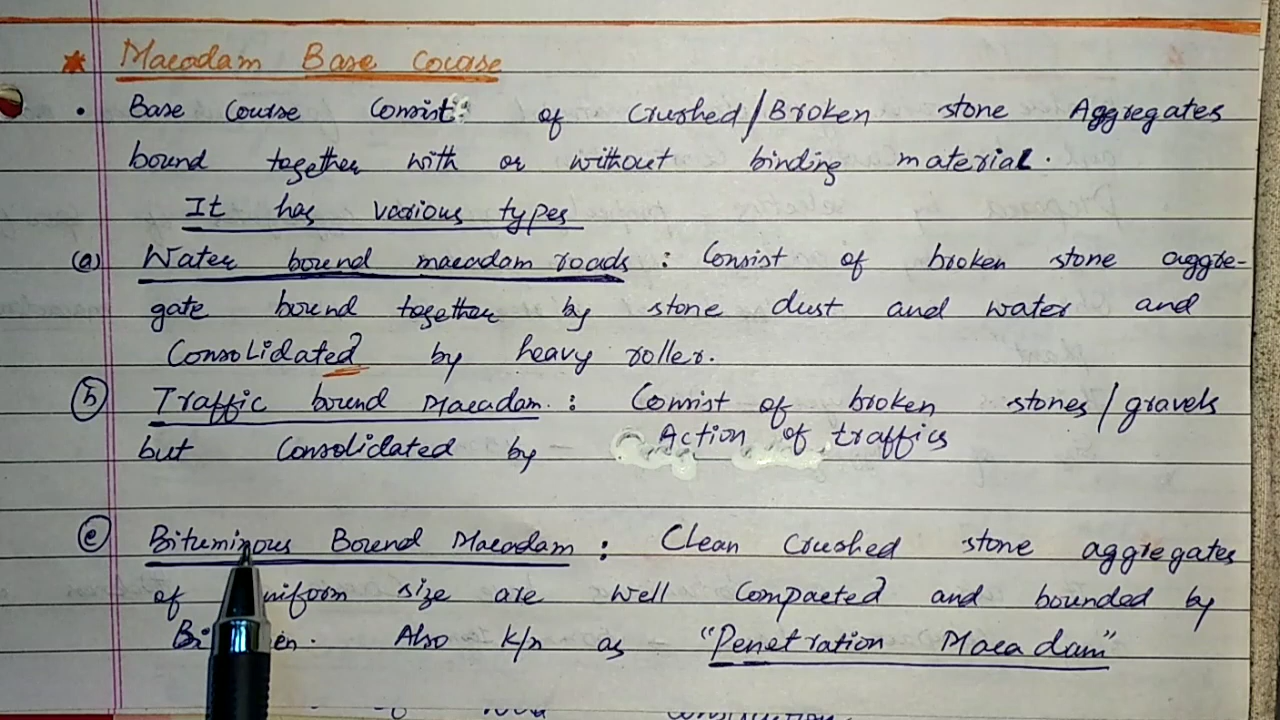 * Macadam Base Course
• Base Course Consist of Crushed/Broken stone Aggregates
bound together with or without binding material.
It has various types
(a) Water bound macadam roads : Consist of broken stone aggre-
gate bound together by stone dust and water and
Consolidated by heavy roller.
(b) Traffic bound Macadam. : Consist of broken stones/gravels
but Consolidated by Action of traffics
(c) Bituminous Bound Macadam : Clean Crushed stone aggregates
of size are well Compacted and bounded by
Also k/n as "Penetration Macadam"